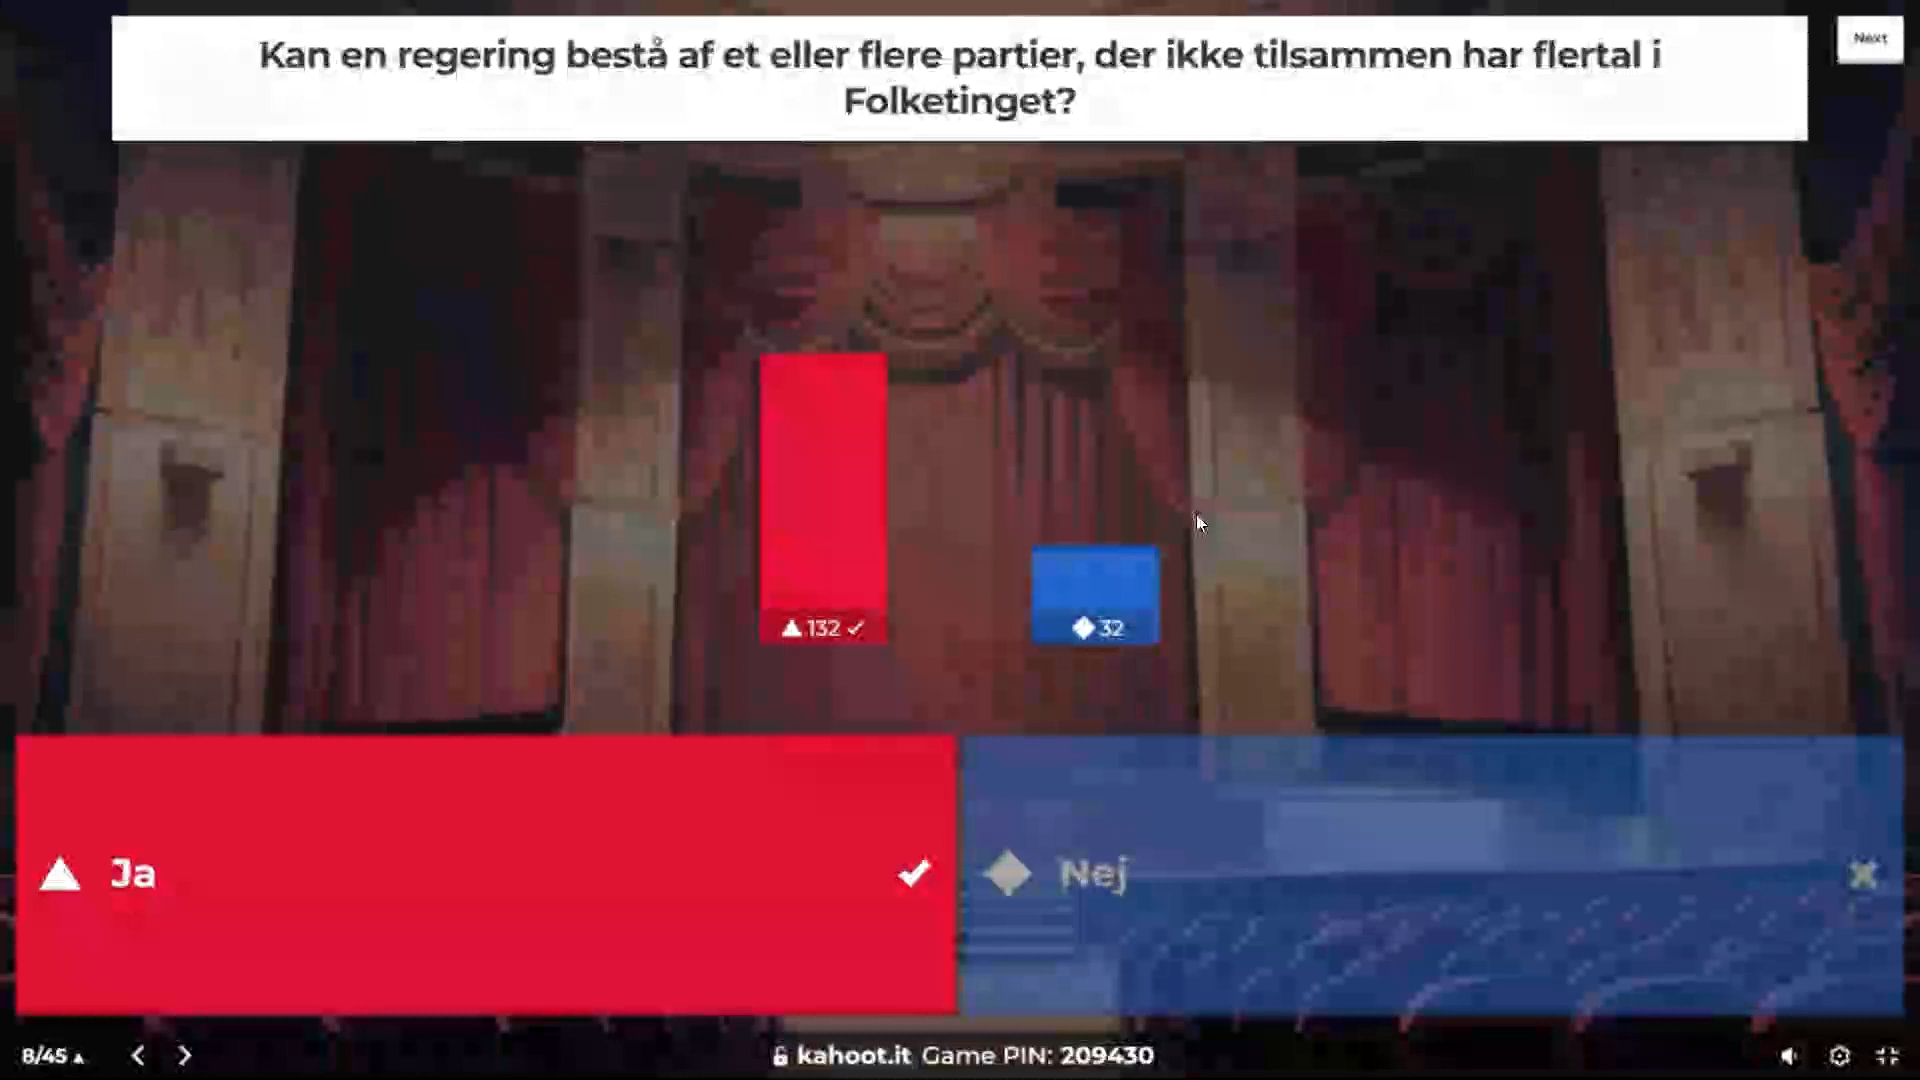 Kan en regering bestå af et eller flere partier, der ikke tilsammen har flertal i
Folketinget?
Next
132
32
Ja
Nej
8/45
kahoot.it Game PIN: 209430